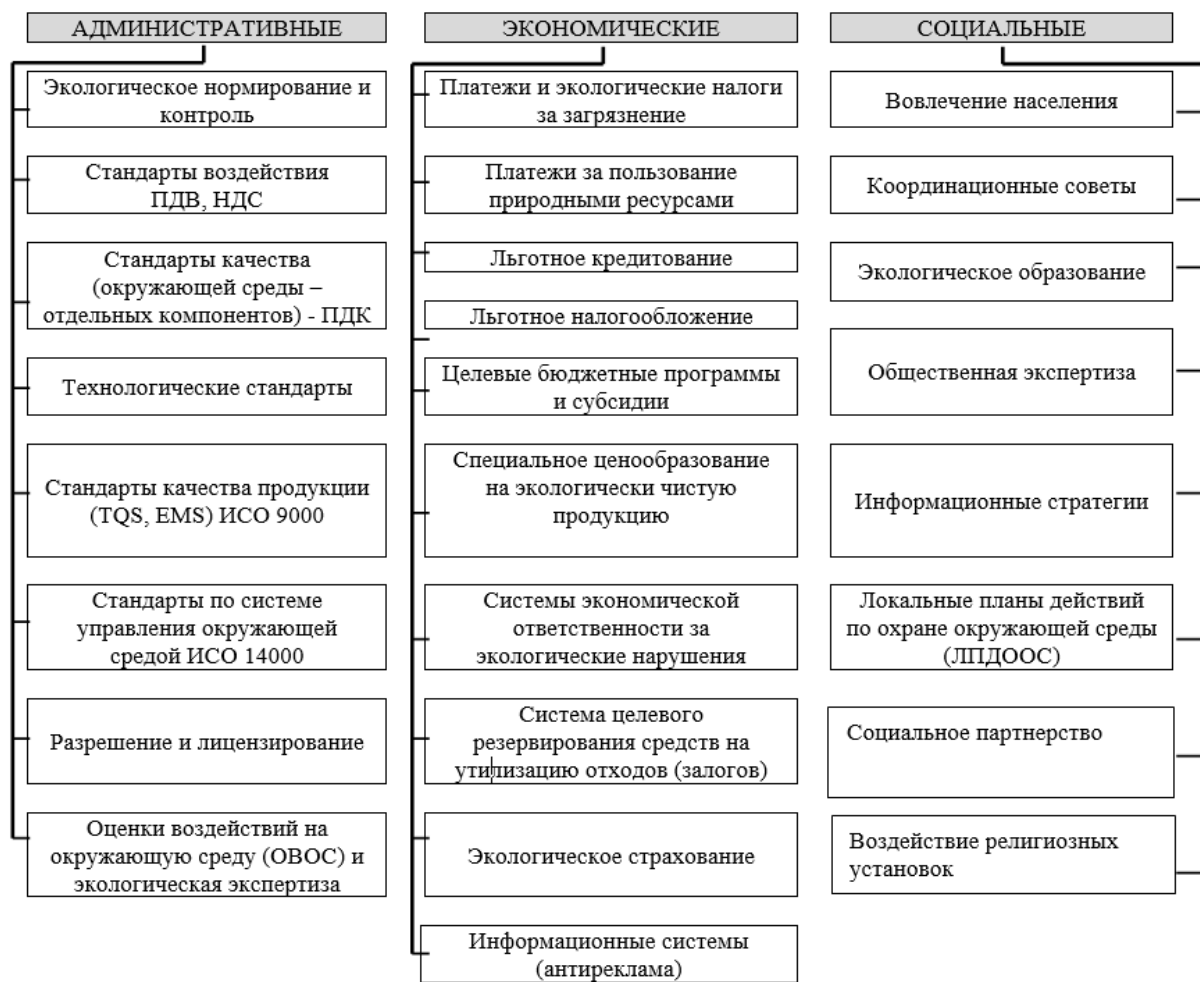 АДМИНИСТРАТИВНЫЕ
Экологическое нормирование и
контроль
Стандарты воздействия
ПДВ, НДС
Стандарты качества
(окружающей среды –
отдельных компонентов) - ПДК
Технологические стандарты
Стандарты качества продукции
(TQS, EMS) ИСО 9000
Стандарты по системе
управления окружающей
средой ИСО 14000
Разрешение и лицензирование
Оценки воздействий на
окружающую среду (ОВОС) и
экологическая экспертиза
ЭКОНОМИЧЕСКИЕ
Платежи и экологические налоги
за загрязнение
Платежи за пользование
природными ресурсами
Льготное кредитование
Льготное налогообложение
Целевые бюджетные программы
и субсидии
Специальное ценообразование
на экологически чистую
продукцию
Системы экономической
ответственности за
экологические нарушения
Система целевого
резервирования средств на
утилизацию отходов (залогов)
Экологическое страхование
Информационные системы
(антиреклама)
СОЦИАЛЬНЫЕ
Вовлечение населения
Координационные советы
Экологическое образование
Общественная экспертиза
Информационные стратегии
Локальные планы действий
по охране окружающей среды
(ЛПДООС)
Социальное партнерство
Воздействие религиозных
установок